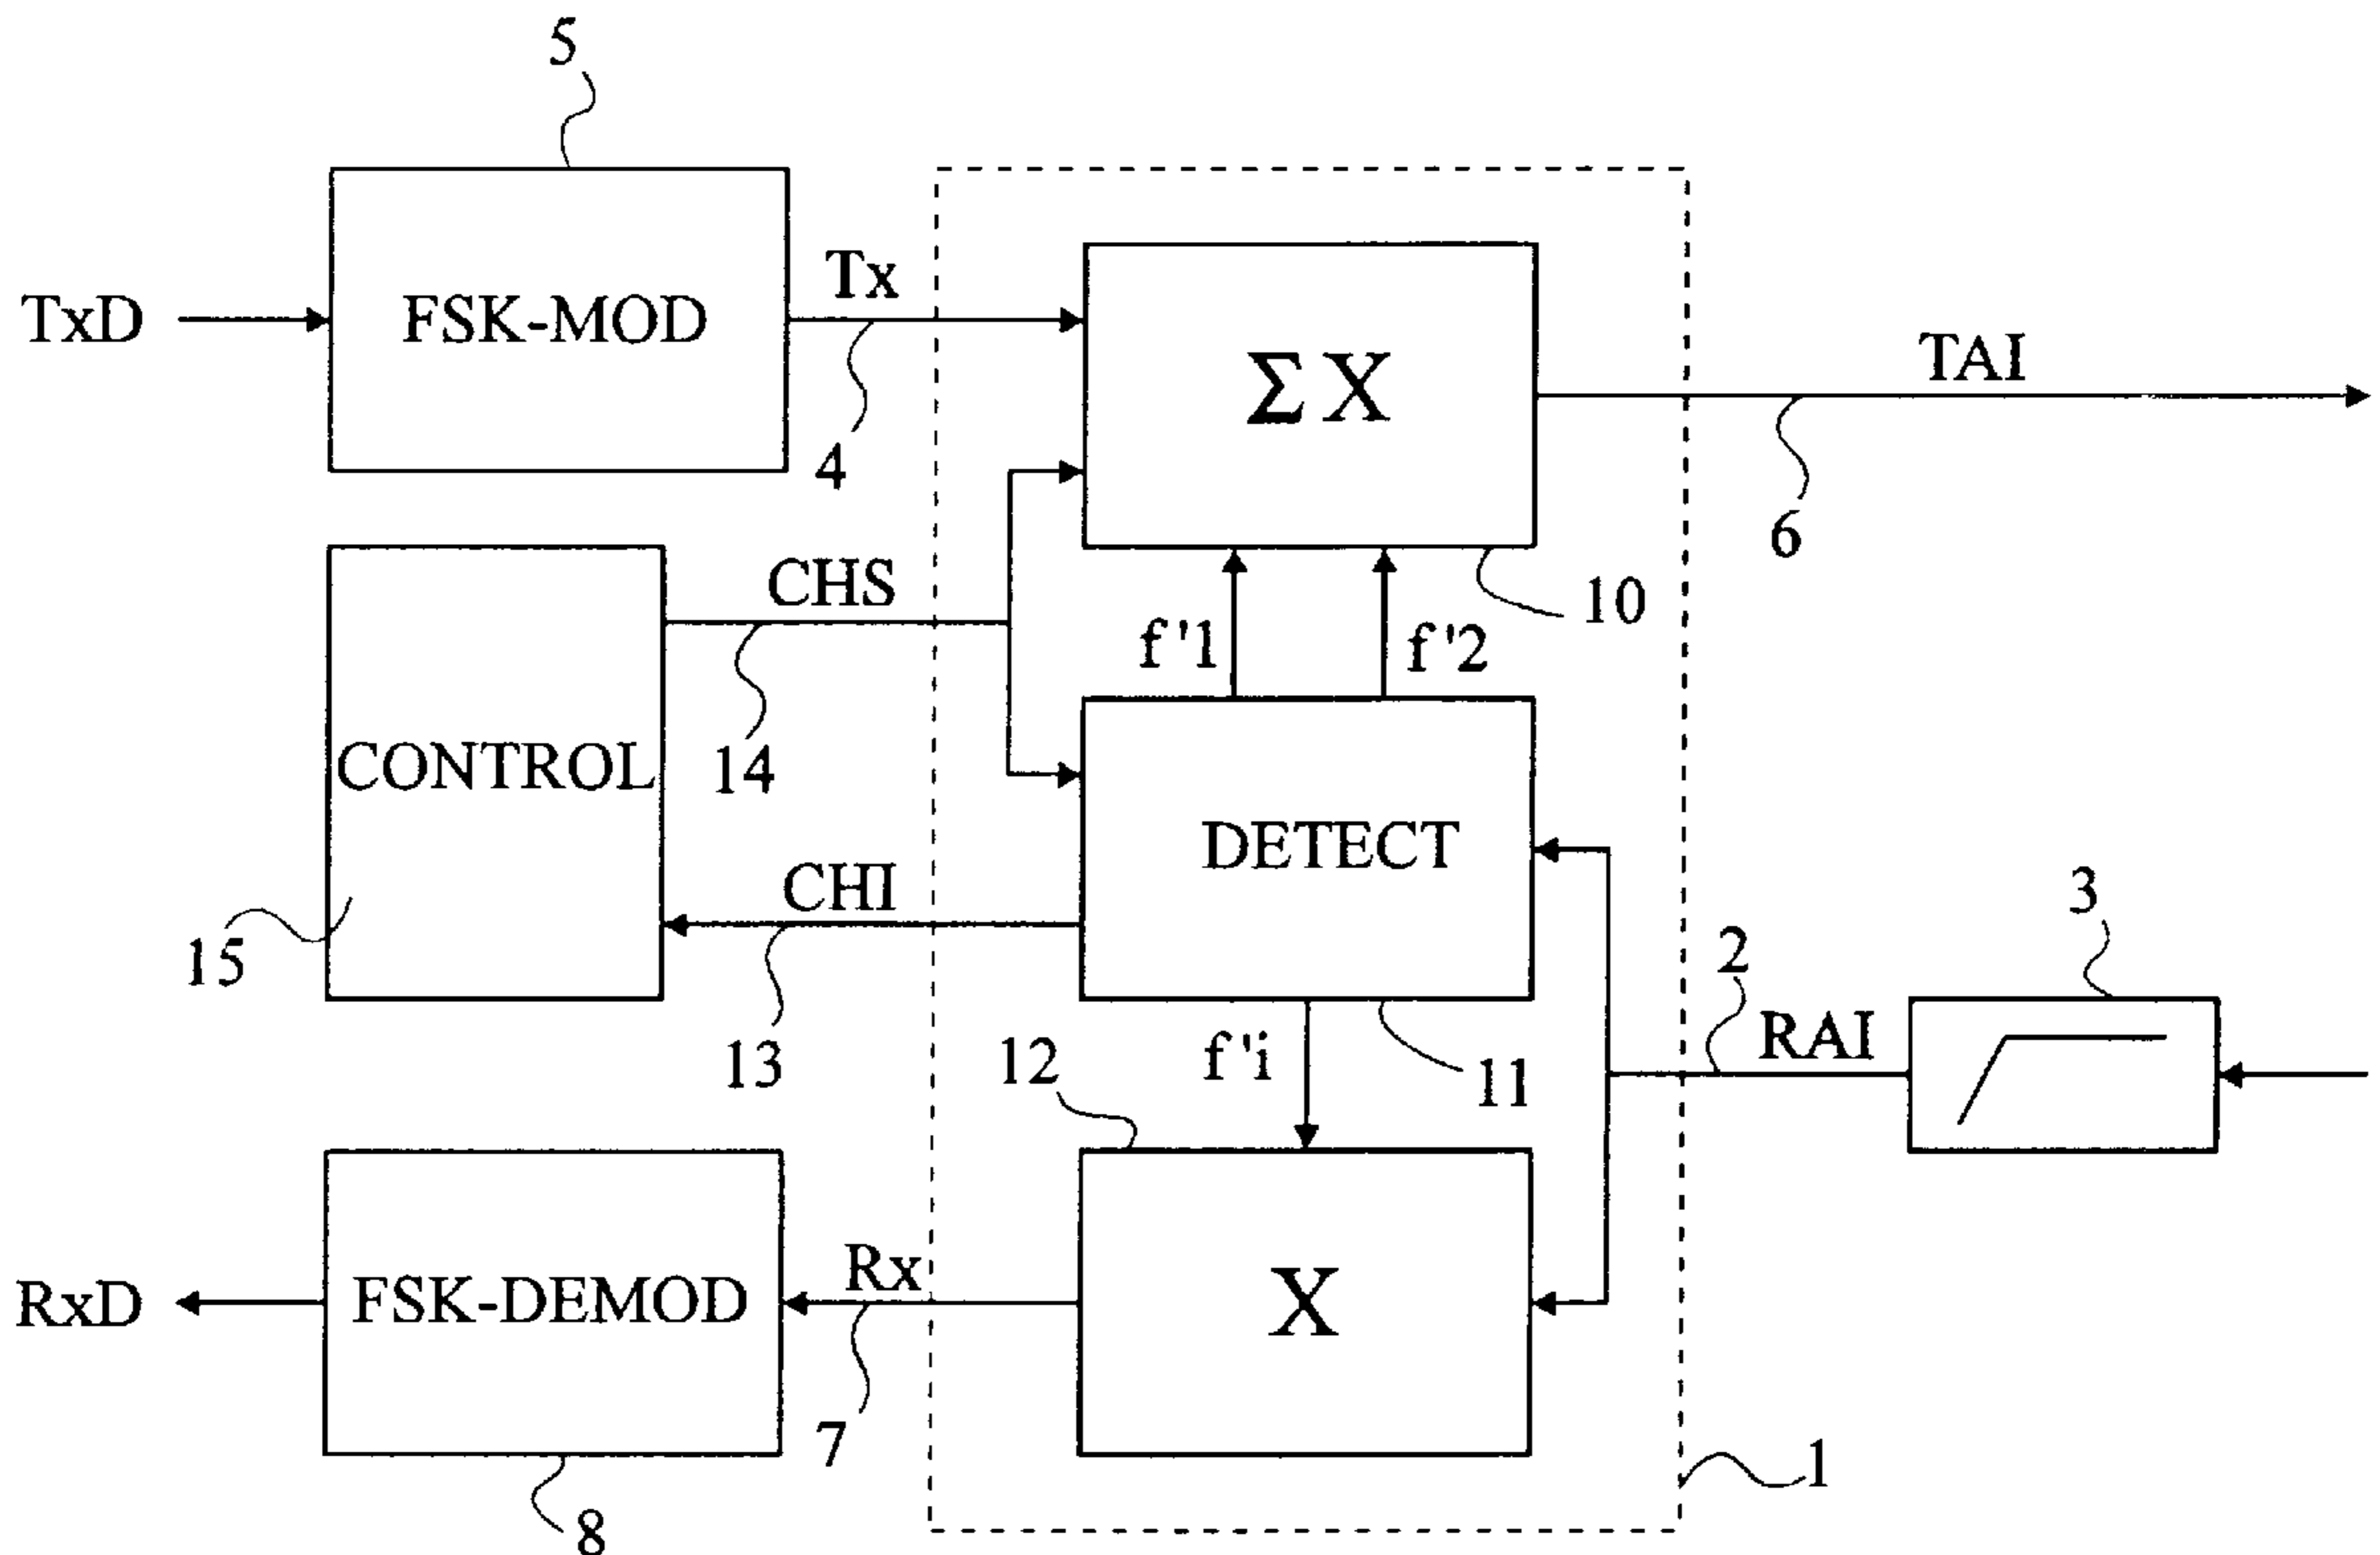 5
TxD
FSK-MOD
Tx
4
Σ X
TAI
6
10
CHS
14
f'1
f'2
CONTROL
15
CHI
13
DETECT
11
f'i
12
2
RAI
3
RxD
FSK-DEMOD
8
Rx
7
X
1